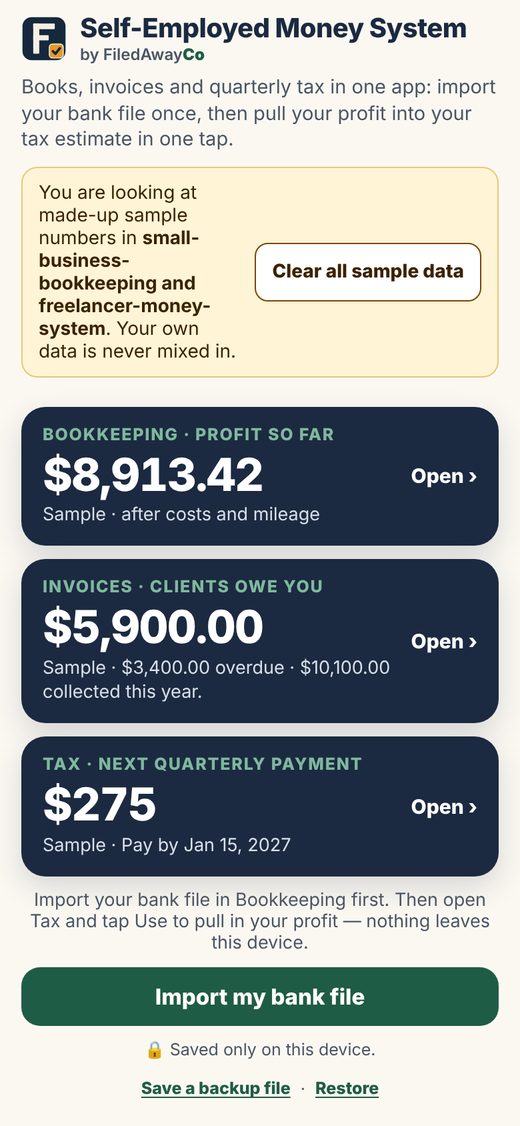 F
Self-Employed Money System
by FiledAwayCo
Books, invoices and quarterly tax in one app: import
your bank file once, then pull your profit into your
tax estimate in one tap.
You are looking at
made-up sample
numbers in small-
business-
bookkeeping and
freelancer-money-
system. Your own
data is never mixed in.
Clear all sample data
BOOKKEEPING · PROFIT SO FAR
$8,913.42
Sample · after costs and mileage
Open ›
INVOICES · CLIENTS OWE YOU
$5,900.00
Sample · $3,400.00 overdue · $10,100.00
collected this year.
Open ›
TAX · NEXT QUARTERLY PAYMENT
$275
Sample · Pay by Jan 15, 2027
Open ›
Import your bank file in Bookkeeping first. Then open
Tax and tap Use to pull in your profit — nothing leaves
this device.
Import my bank file
🔒 Saved only on this device.
Save a backup file · Restore